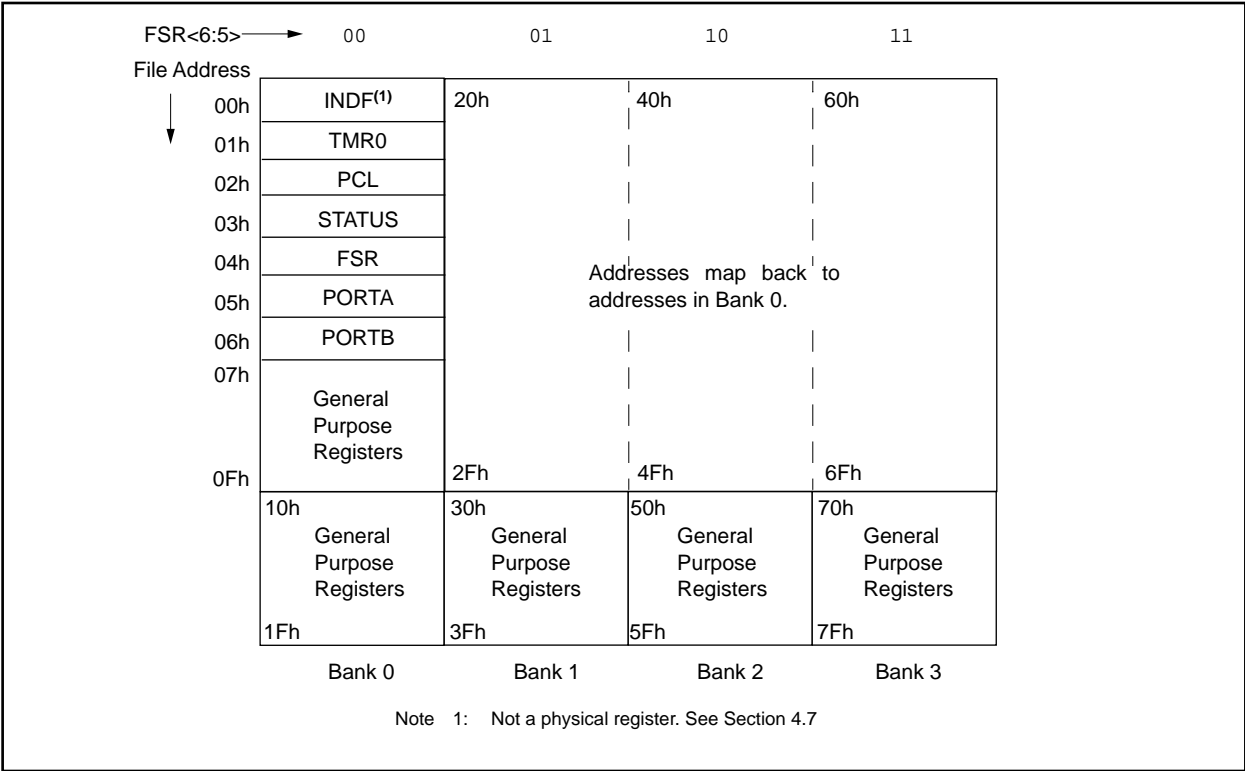 FSR<6:5> 00 01 10 11
File Address
00h INDF(1) 20h 40h 60h
01h TMR0
02h PCL
03h STATUS
04h FSR
Addresses map back to
05h PORTA
addresses in Bank 0.
06h PORTB
07h
General
Purpose
Registers
0Fh 2Fh 4Fh 6Fh
10h 30h 50h 70h
General General General General
Purpose Purpose Purpose Purpose
Registers Registers Registers Registers
1Fh 3Fh 5Fh 7Fh
Bank 0 Bank 1 Bank 2 Bank 3
Note 1: Not a physical register. See Section 4.7